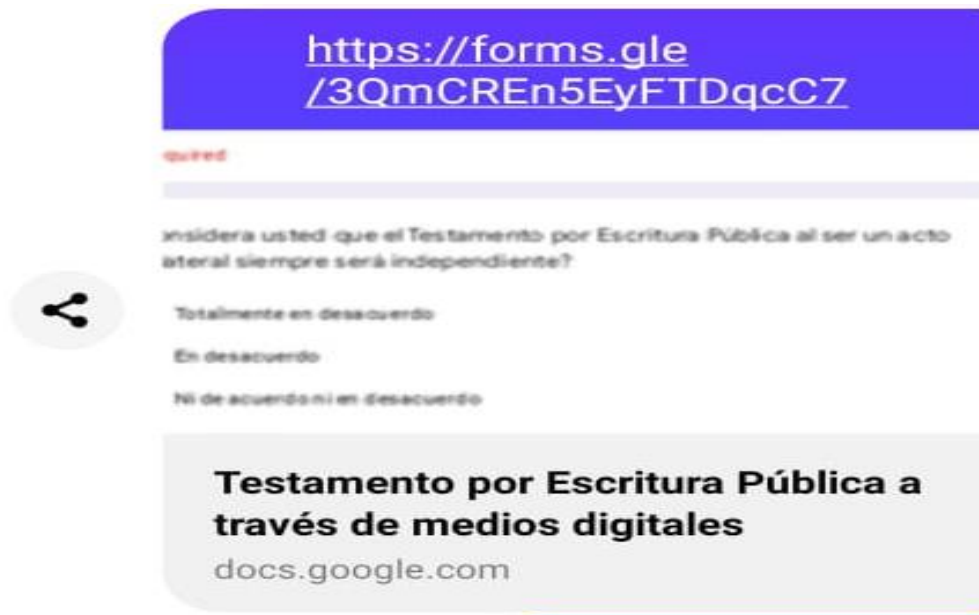 https://forms.gle
/3QmCREn5EyFTDqcC7
quired
onsidera usted que el Testamento por Escritura Pública al ser un acto
ateral siempre será independiente?
Totalmente en desacuerdo
En desacuerdo
Ni de acuerdo ni en desacuerdo
Testamento por Escritura Pública a
través de medios digitales
docs.google.com